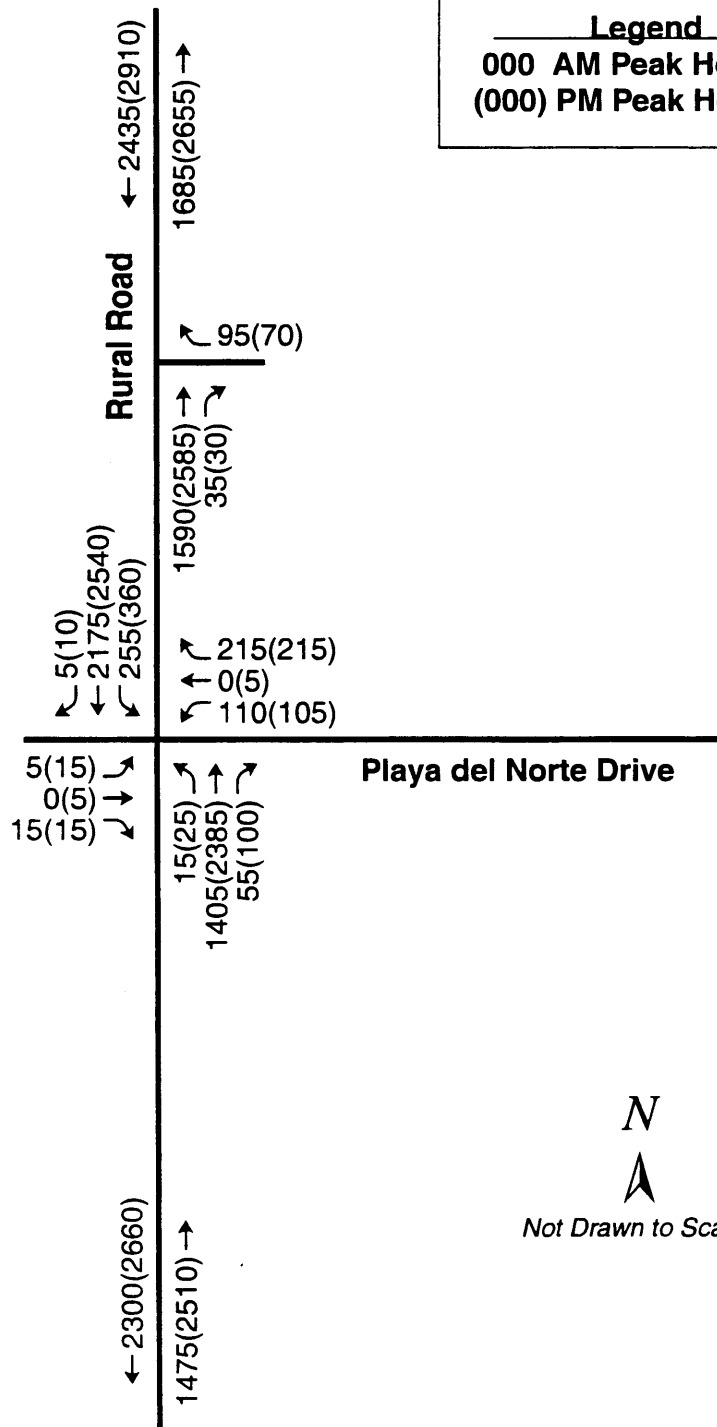 Legend
000 AM Peak
(000) PM Peak
← 2435(2910)
1685(2655) →
Rural Road
95(70)
1590(2585) →
35(30)
5(10)
← 2175(2540)
255(360)
215(215)
← 0(5)
110(105)
Playa del Norte Drive
5(15)
0(5) →
15(15)
15(25)
1405(2385) →
55(100)
N
Not Drawn to
← 2300(2660)
1475(2510) →